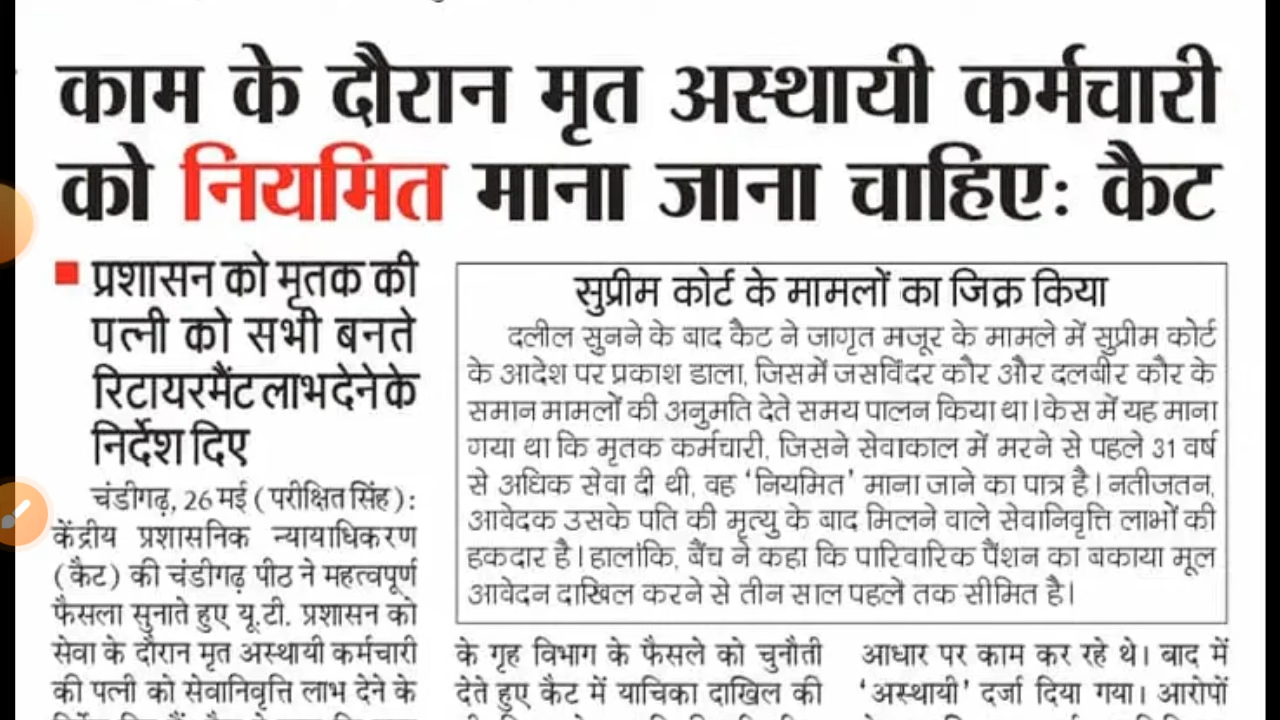 काम के दौरान मृत अस्थायी कर्मचारी
को नियमित माना जाना चाहिए: कैट
प्रशासन को मृतक की
पत्नी को सभी बनते
रिटायरमैंट लाभ देने के
निर्देश दिए
चंडीगढ़, 26 मई (परीक्षित सिंह):
केंद्रीय प्रशासनिक न्यायाधिकरण
(कैट) की चंडीगढ़ पीठ ने महत्वपूर्ण
फैसला सुनाते हुए यू.टी. प्रशासन को
सेवा के दौरान मृत अस्थायी कर्मचारी
की पत्नी को सेवानिवृत्ति लाभ देने के
सुप्रीम कोर्ट के मामलों का जिक्र किया
दलील सुनने के बाद कैट ने जागृत मजूर के मामले में सुप्रीम कोर्ट
के आदेश पर प्रकाश डाला, जिसमें जसविंदर कौर और दलबीर कौर के
समान मामलों की अनुमति देते समय पालन किया था। केस में यह माना
गया था कि मृतक कर्मचारी, जिसने सेवाकाल में मरने से पहले 31 वर्ष
से अधिक सेवा दी थी, वह ‘नियमित’ माना जाने का पात्र है। नतीजतन,
आवेदक उसके पति की मृत्यु के बाद मिलने वाले सेवानिवृत्ति लाभों की
हकदार है। हालांकि, बैंच ने कहा कि पारिवारिक पैंशन का बकाया मूल
आवेदन दाखिल करने से तीन साल पहले तक सीमित है।
के गृह विभाग के फैसले को चुनौती
देते हुए कैट में याचिका दाखिल की
आधार पर काम कर रहे थे। बाद में
‘अस्थायी’ दर्जा दिया गया। आरोपों